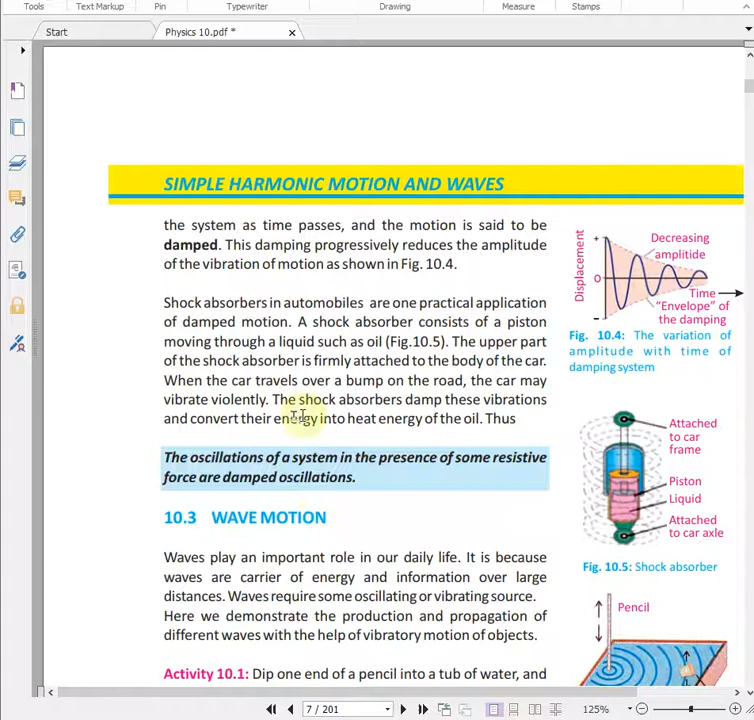 Tools Text Markup Pin Typewriter Drawing Measure Stamps
Start Physics 10.pdf *
SIMPLE HARMONIC MOTION AND WAVES
the system as time passes, and the motion is said to be
damped. This damping progressively reduces the amplitude
of the vibration of motion as shown in Fig. 10.4.
Shock absorbers in automobiles are one practical application
of damped motion. A shock absorber consists of a piston
moving through a liquid such as oil (Fig.10.5). The upper part
of the shock absorber is firmly attached to the body of the car.
When the car travels over a bump on the road, the car may
vibrate violently. The shock absorbers damp these vibrations
and convert their energy into heat energy of the oil. Thus
The oscillations of a system in the presence of some resistive
force are damped oscillations.
10.3 WAVE MOTION
Waves play an important role in our daily life. It is because
waves are carrier of energy and information over large
distances. Waves require some oscillating or vibrating source.
Here we demonstrate the production and propagation of
different waves with the help of vibratory motion of objects.
Activity 10.1: Dip one end of a pencil into a tub of water, and
Displacement
+
O
−
Decreasing
amplitide
Time
“Envelope” of
the damping
Fig. 10.4: The variation of
amplitude with time of
damping system
Attached
to car
frame
Piston
Liquid
Attached
to car axle
Fig. 10.5: Shock absorber
Pencil
7 / 201
125%